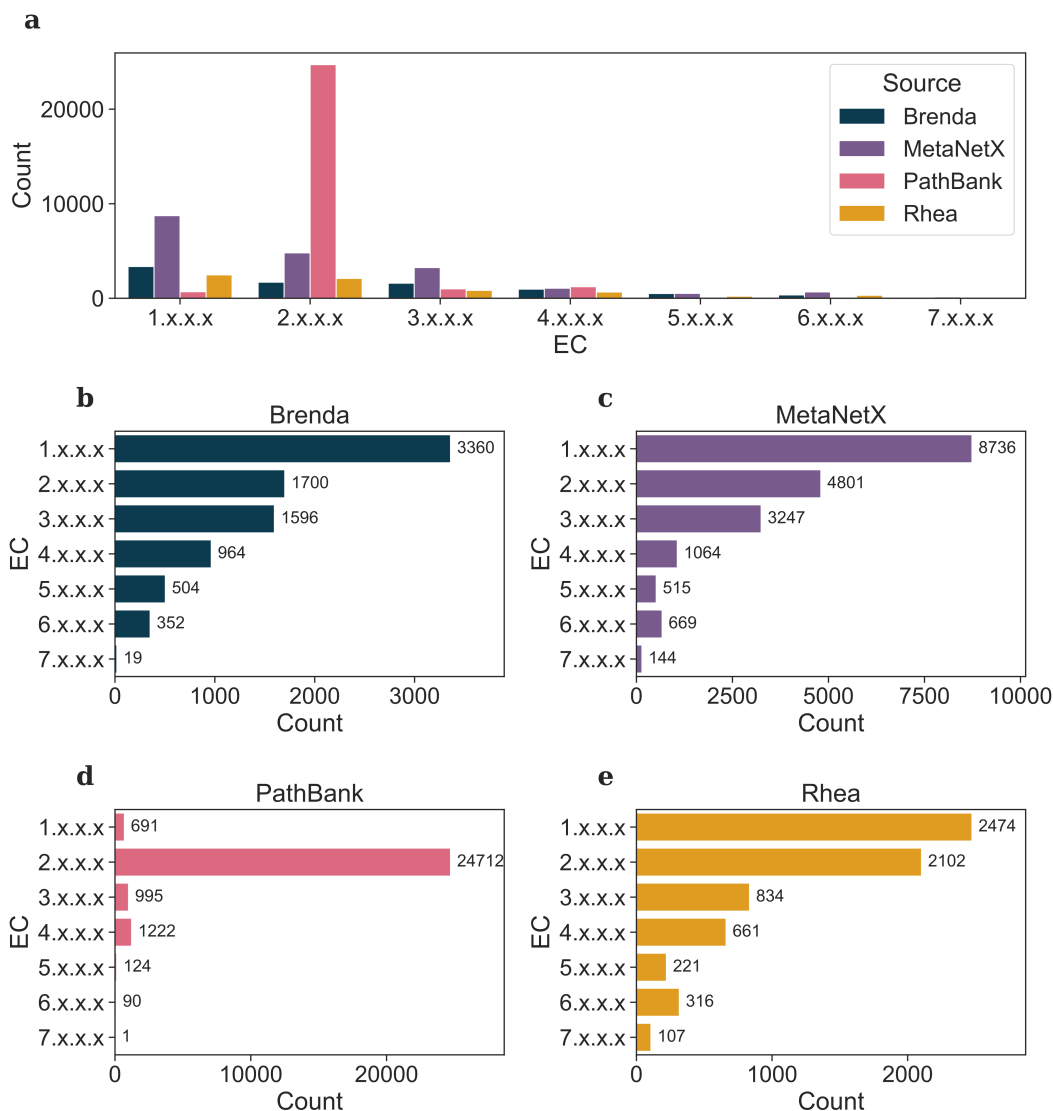 a
Count
20000
10000
0
Source
Brenda
MetaNetX
PathBank
Rhea
1.x.x.x 2.x.x.x 3.x.x.x 4.x.x.x 5.x.x.x 6.x.x.x 7.x.x.x
EC
b
Brenda
EC
1.x.x.x 3360
2.x.x.x 1700
3.x.x.x 1596
4.x.x.x 964
5.x.x.x 504
6.x.x.x 352
7.x.x.x 19
0 1000 2000 3000
Count
c
MetaNetX
EC
1.x.x.x 8736
2.x.x.x 4801
3.x.x.x 3247
4.x.x.x 1064
5.x.x.x 515
6.x.x.x 669
7.x.x.x 144
0 2500 5000 7500 10000
Count
d
PathBank
EC
1.x.x.x 691
2.x.x.x 24712
3.x.x.x 995
4.x.x.x 1222
5.x.x.x 124
6.x.x.x 90
7.x.x.x 1
0 10000 20000
Count
e
Rhea
EC
1.x.x.x 2474
2.x.x.x 2102
3.x.x.x 834
4.x.x.x 661
5.x.x.x 221
6.x.x.x 316
7.x.x.x 107
0 1000 2000
Count